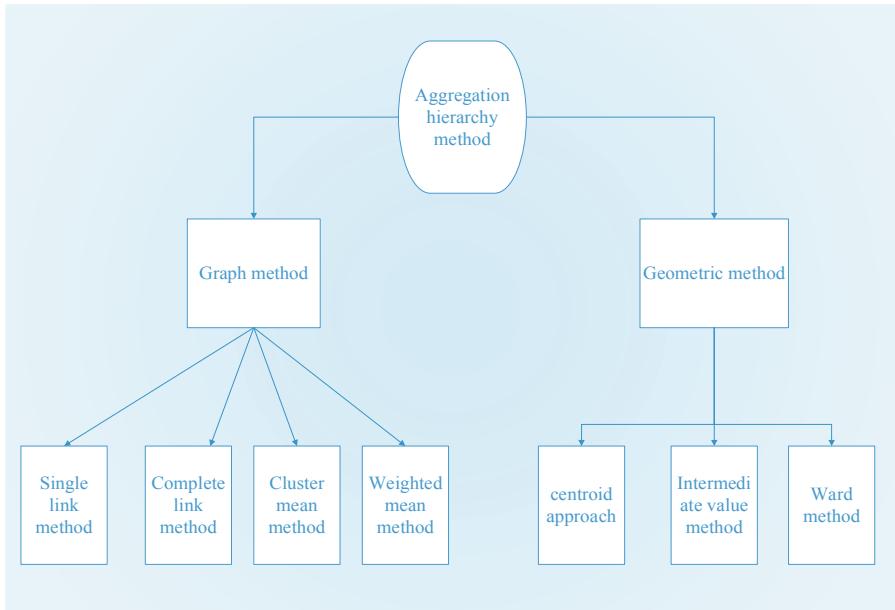 Aggregation
hierarchy
method
Graph method
Geometric method
Single
link
method
Complete
link
method
Cluster
mean
method
Weighted
mean
method
centroid
approach
Intermedi
ate value
method
Ward
method